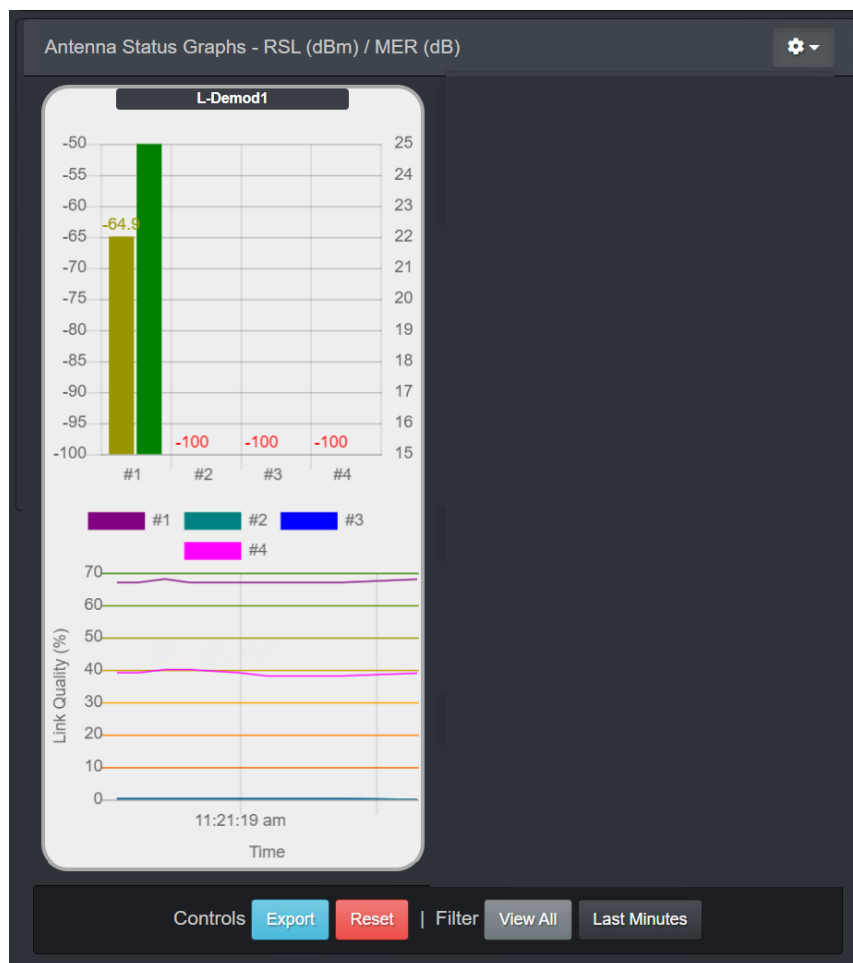 Antenna Status Graphs - RSL (dBm) / MER (dB)
L-Demod1
-50 25
-55 24
-60 23
-64.9
-65 22
-70 21
-75 20
-80 19
-85 18
-90 17
-95 16
-100 -100 -100
-100 15
#1 #2 #3 #4
#1 #2 #3
#4
70
60
50
40
30
20
10
0
Link Quality (%)
11:21:19 am
Time
Controls Export Reset | Filter View All Last Minutes